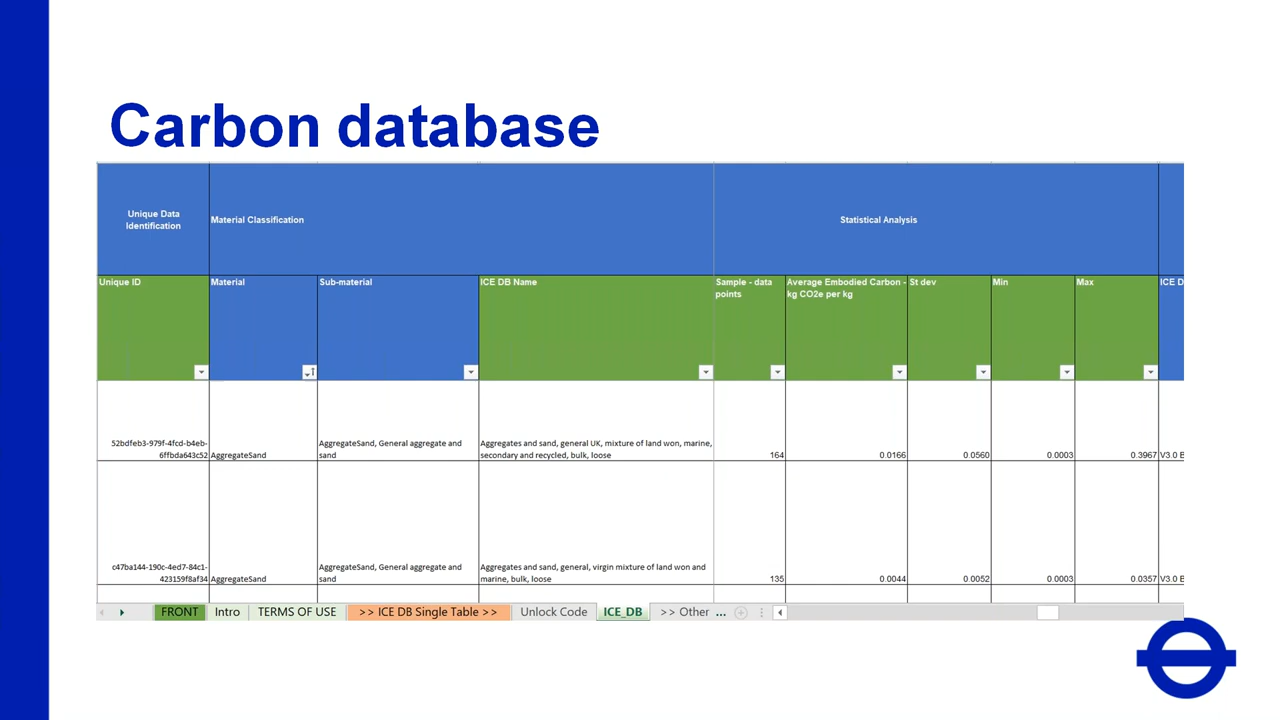 Carbon database
Unique Data
Identification
Material Classification
Statistical Analysis
Unique ID
Material
Sub-material
ICE DB Name
Sample - data
points
Average Embodied Carbon -
kg CO2e per kg
St dev
Min
Max
ICE D
52bdfeb3-979f-4fcd-b4eb-
6ffbda643c52
AggregateSand
AggregateSand, General aggregate and
sand
Aggregates and sand, general UK, mixture of land won, marine,
secondary and recycled, bulk, loose
164
0.0166
0.0560
0.0003
0.3967
V3.0 B
c47ba144-190c-4ed7-84c1-
423159f8af34
AggregateSand
AggregateSand, General aggregate and
sand
Aggregates and sand, general, virgin mixture of land won and
marine, bulk, loose
135
0.0044
0.0052
0.0003
0.0357
V3.0 B
FRONT
Intro
TERMS OF USE
>> ICE DB Single Table >>
Unlock Code
ICE_DB
>> Other ...